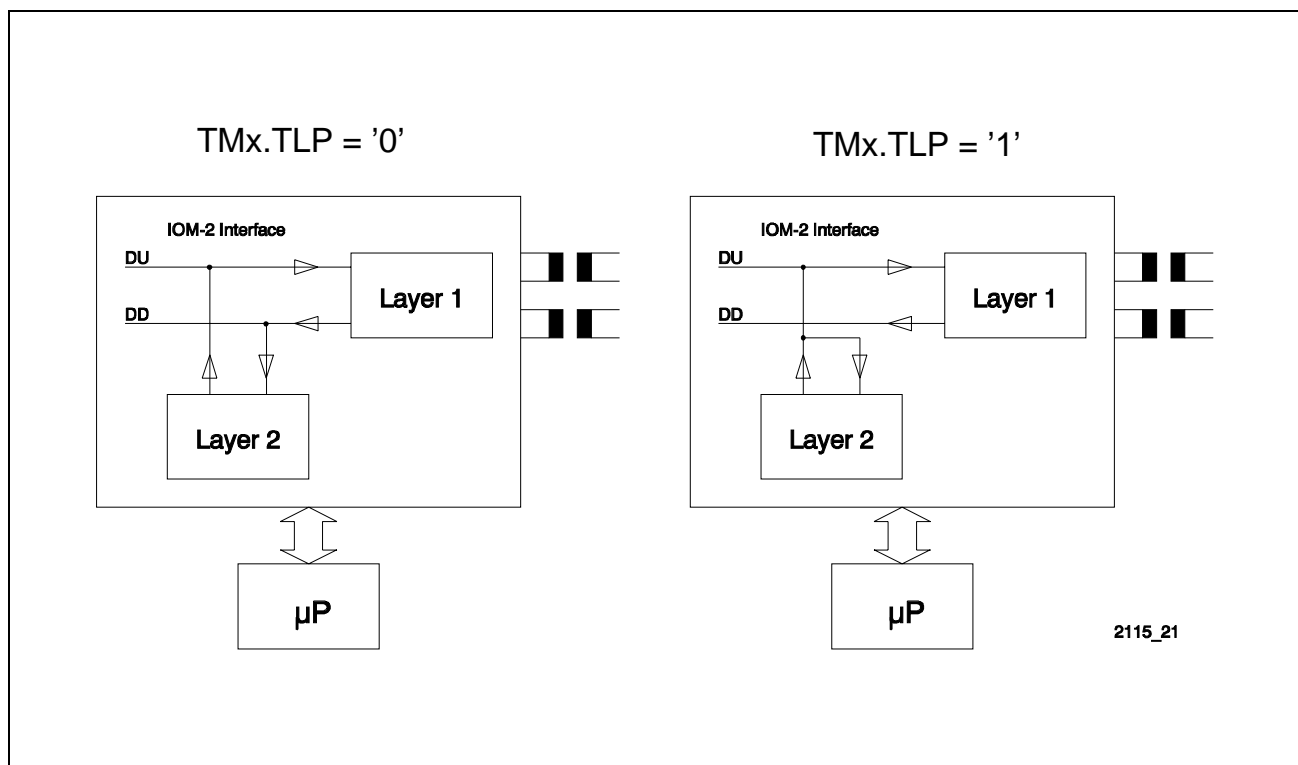 TMx.TLP = ’0’
IOM-2 Interface
DU
DD
Layer 1
Layer 2
µP
TMx.TLP = ’1’
IOM-2 Interface
DU
DD
Layer 1
Layer 2
µP
2115_21